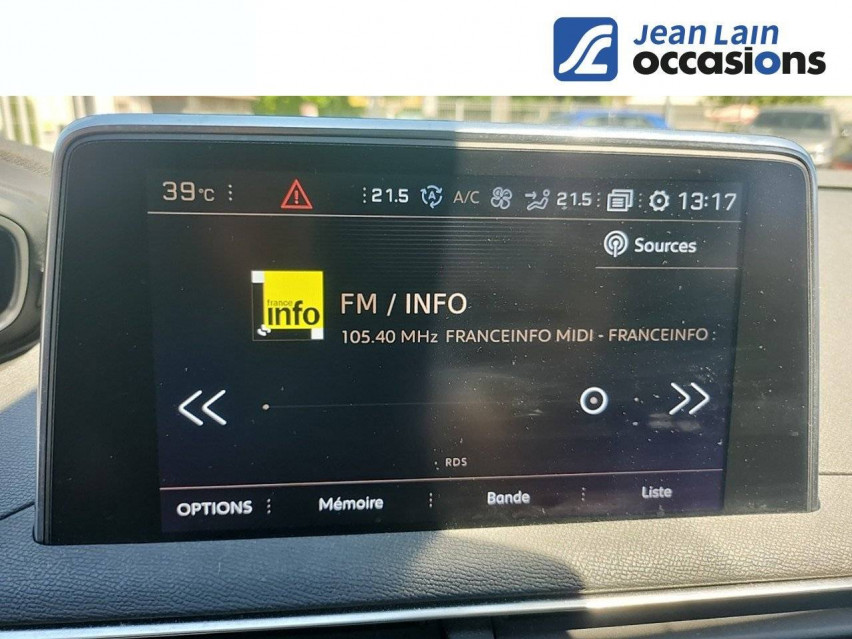 Jean Lain
occasions
39°C 21.5 A A/C 21.5 13:17
Sources
france
info
FM / INFO
105.40 MHz FRANCEINFO MIDI - FRANCEINFO :
RDS
OPTIONS Mémoire Bande Liste